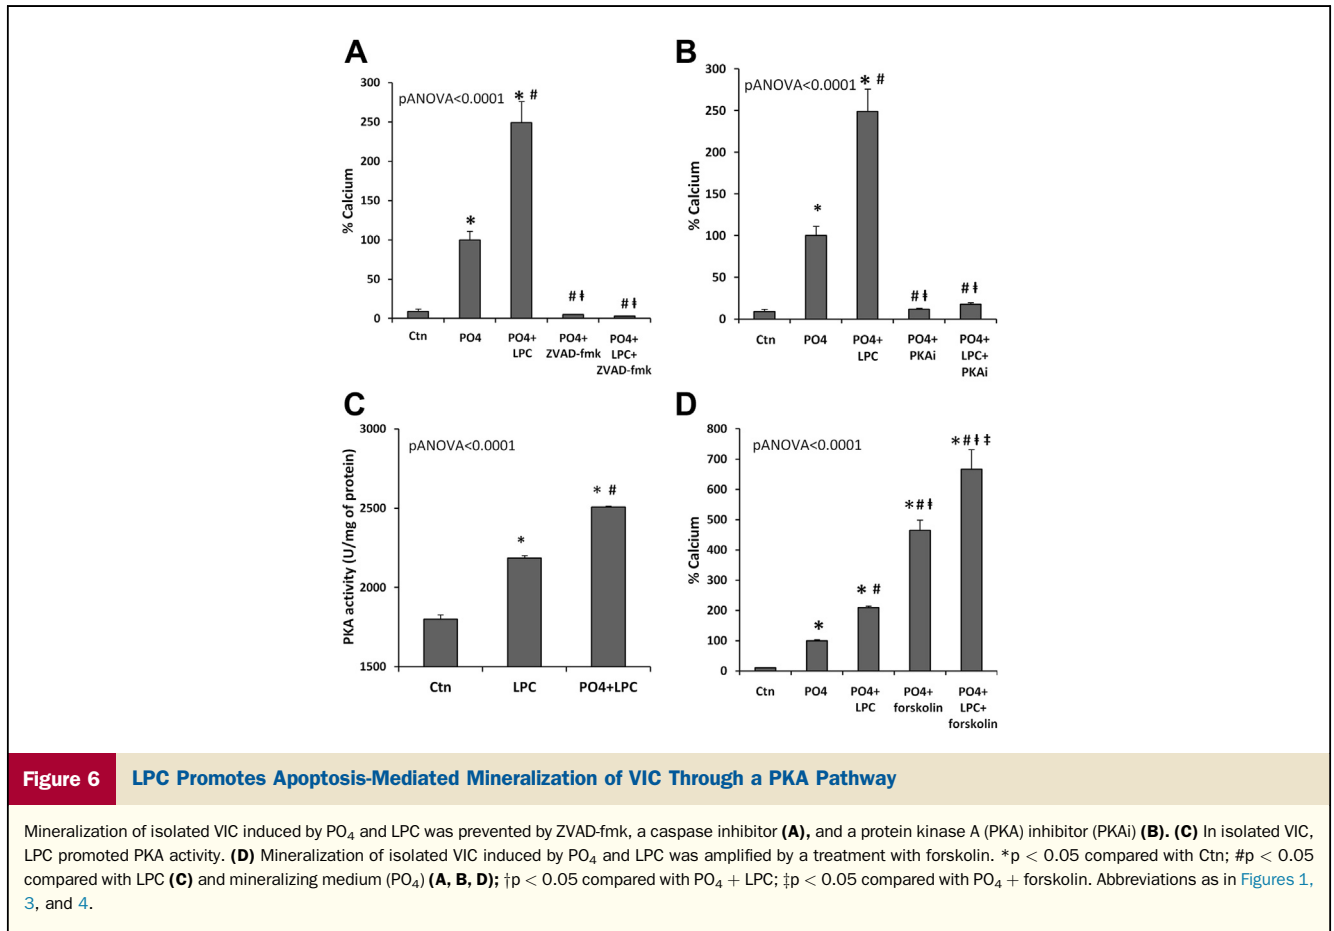 A
300
250
200
150
100
50
0
% Calcium
pANOVA<0.0001
*
* #
# ǂ
# ǂ
Ctn
PO4
PO4+
LPC
PO4+
ZVAD-fmk
PO4+
LPC+
ZVAD-fmk
B
300
250
200
150
100
50
0
% Calcium
pANOVA<0.0001
*
* #
# ǂ
# ǂ
Ctn
PO4
PO4+
LPC
PO4+
PKAi
PO4+
LPC+
PKAi
C
3000
2500
2000
1500
PKA activity (U/mg of protein)
pANOVA<0.0001
*
* #
Ctn
LPC
PO4+LPC
D
800
700
600
500
400
300
200
100
0
% Calcium
pANOVA<0.0001
*
* #
*# ǂ
*# ǂ ‡
Ctn
PO4
PO4+
LPC
PO4+
forskolin
PO4+
LPC+
forskolin
Figure 6 LPC Promotes Apoptosis-Mediated Mineralization of VIC Through a PKA Pathway
Mineralization of isolated VIC induced by PO₄ and LPC was prevented by ZVAD-fmk, a caspase inhibitor (A), and a protein kinase A (PKA) inhibitor (PKAi) (B). (C) In isolated VIC,
LPC promoted PKA activity. (D) Mineralization of isolated VIC induced by PO₄ and LPC was amplified by a treatment with forskolin. *p < 0.05 compared with Ctn; #p < 0.05
compared with LPC (C) and mineralizing medium (PO₄) (A, B, D); †p < 0.05 compared with PO₄ + LPC; ‡p < 0.05 compared with PO₄ + forskolin. Abbreviations as in Figures 1,
3, and 4.